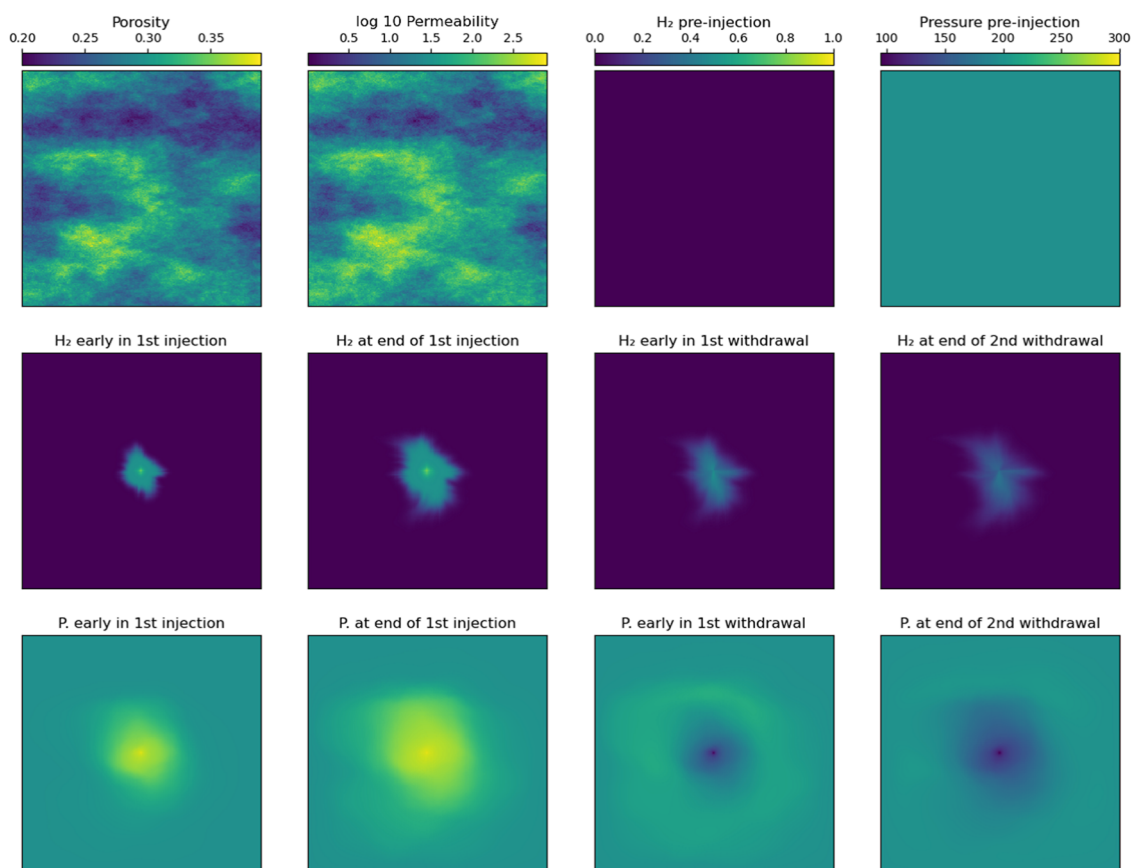 Porosity
0.20 0.25 0.30 0.35
log 10 Permeability
0.5 1.0 1.5 2.0 2.5
H₂ pre-injection
0.0 0.2 0.4 0.6 0.8 1.0
Pressure pre-injection
100 150 200 250 300
H₂ early in 1st injection
H₂ at end of 1st injection
H₂ early in 1st withdrawal
H₂ at end of 2nd withdrawal
P. early in 1st injection
P. at end of 1st injection
P. early in 1st withdrawal
P. at end of 2nd withdrawal